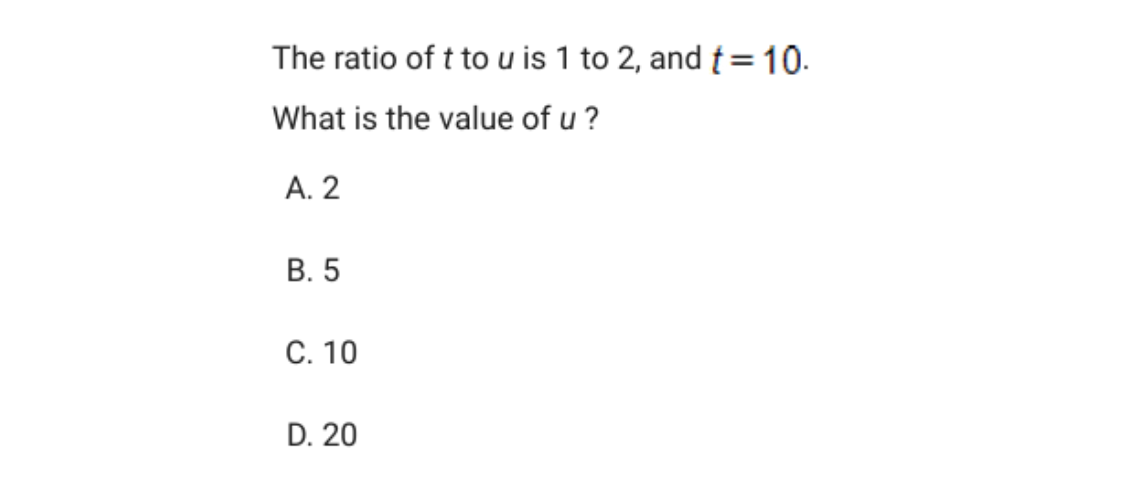 The ratio of t to u is 1 to 2, and t = 10.
What is the value of u ?
A. 2
B. 5
C. 10
D. 20